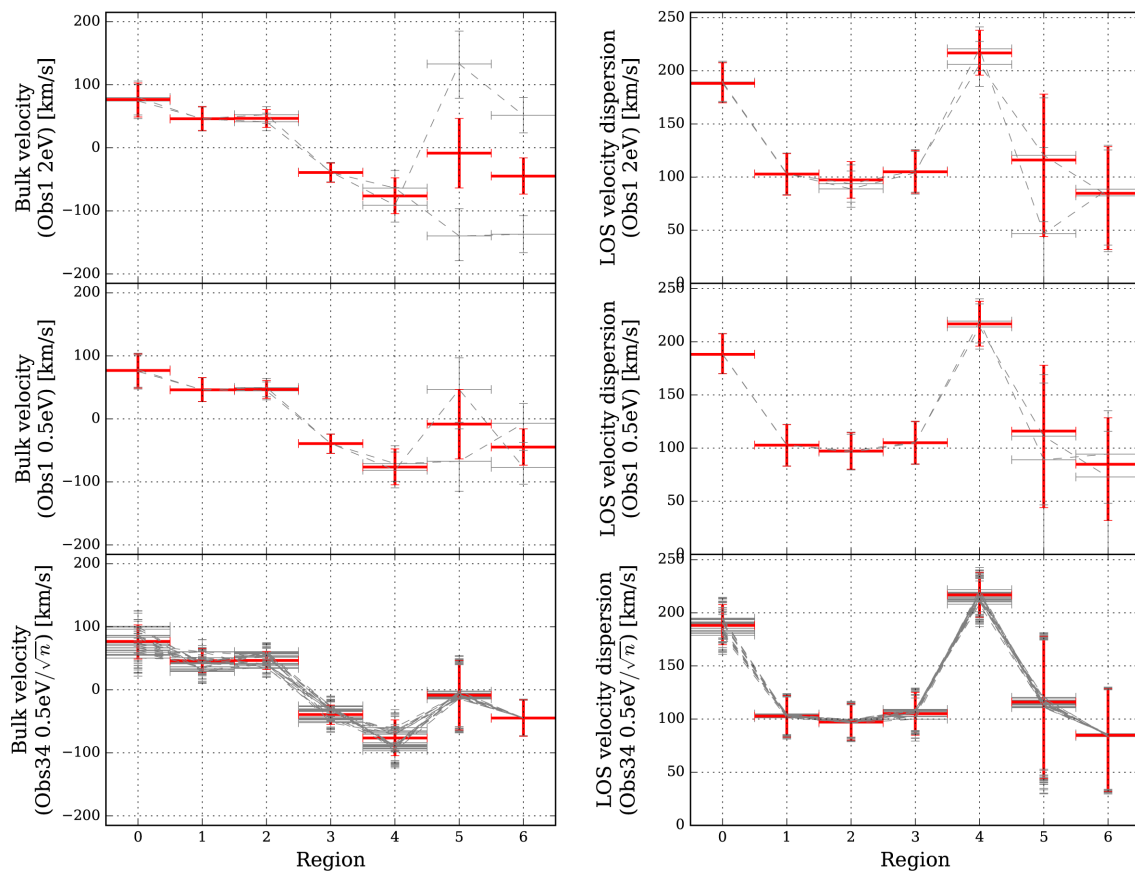 Bulk velocity
(Obs1 2eV) [km/s]
200
100
0
−100
−200
LOS velocity dispersion
(Obs1 2eV) [km/s]
250
200
150
100
50
0
Bulk velocity
(Obs1 0.5eV) [km/s]
200
100
0
−100
−200
LOS velocity dispersion
(Obs1 0.5eV) [km/s]
250
200
150
100
50
0
Bulk velocity
(Obs34 0.5eV/√n) [km/s]
200
100
0
−100
−200
0 1 2 3 4 5 6
Region
LOS velocity dispersion
(Obs34 0.5eV/√n) [km/s]
250
200
150
100
50
0
0 1 2 3 4 5 6
Region